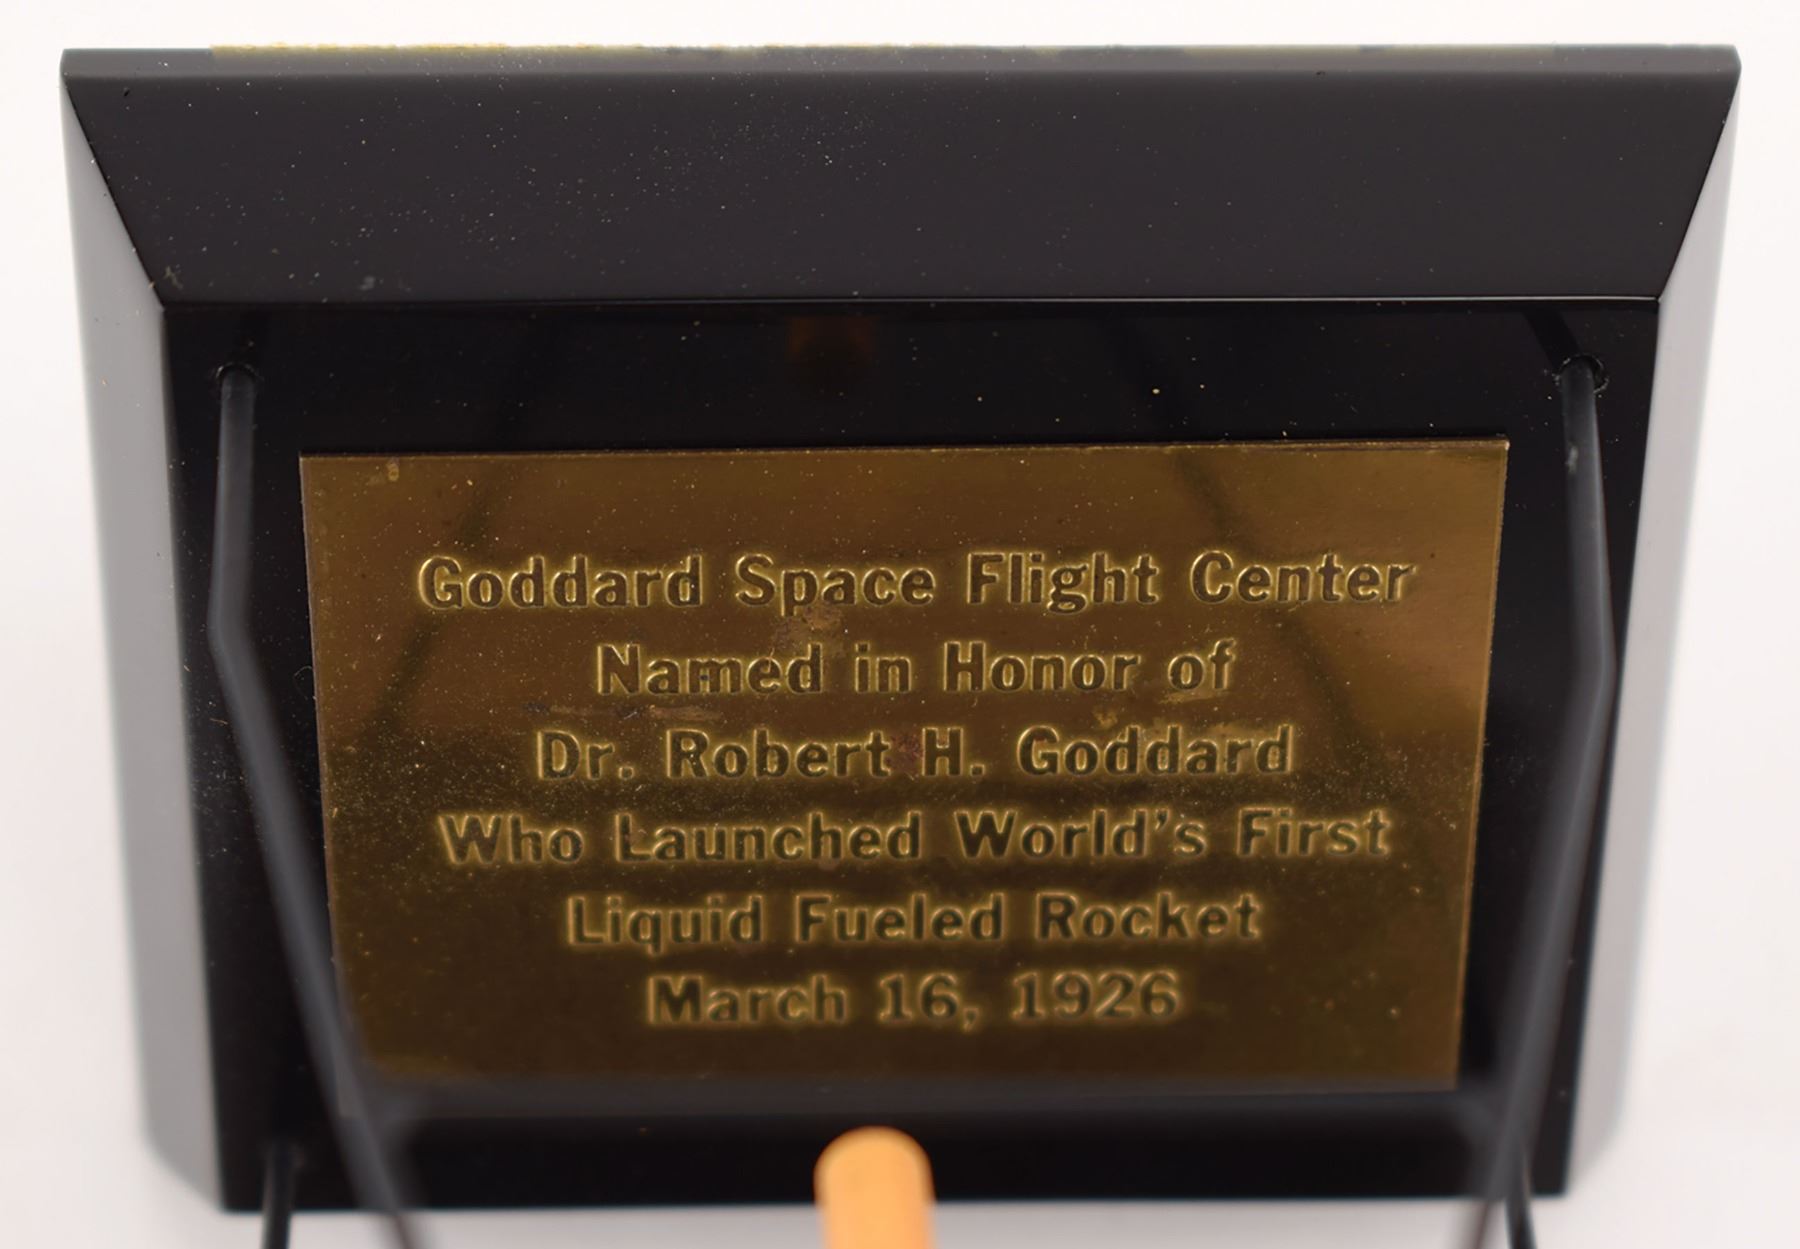 Goddard Space Flight Center
Named in Honor of
Dr. Robert H. Goddard
Who Launched World's First
Liquid Fueled Rocket
March 16, 1926